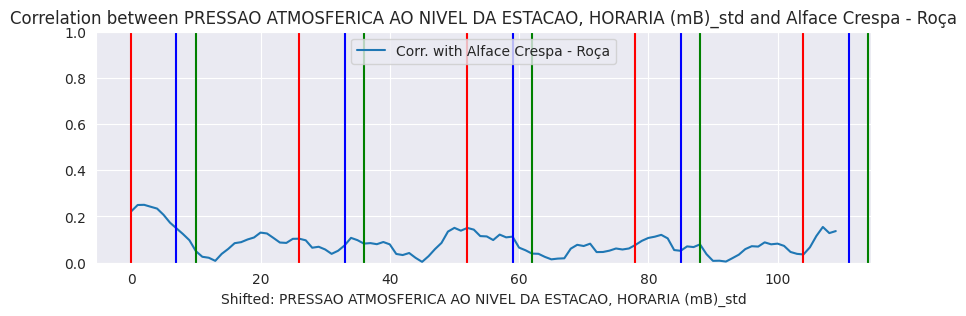 Correlation between PRESSAO ATMOSFERICA AO NIVEL DA ESTACAO, HORARIA (mB)_std and Alface Crespa - Roça
1.0
Corr. with Alface Crespa - Roça
0.8
0.6
0.4
0.2
0.0
0 20 40 60 80 100
Shifted: PRESSAO ATMOSFERICA AO NIVEL DA ESTACAO, HORARIA (mB)_std